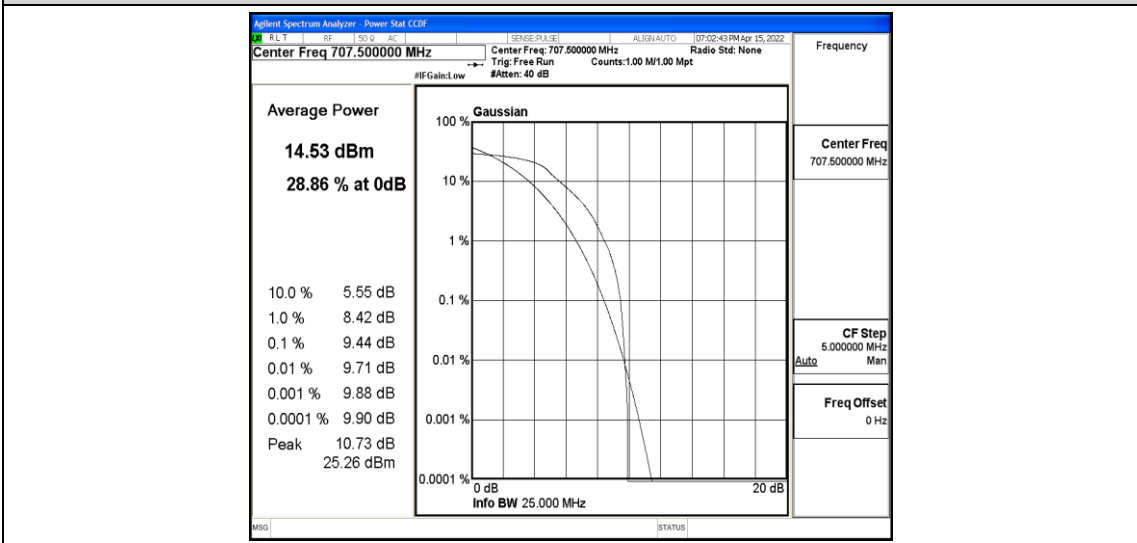 Agilent Spectrum Analyzer - Power Stat CCDF
LXI RLT RF 50 Ω AC SENSE:PULSE ALIGNAUTO 07:02:43 PM Apr 15, 2022
Center Freq 707.500000 MHz
Center Freq: 707.500000 MHz Radio Std: None
Trig: Free Run Counts:1.00 M/1.00 Mpt
#IFGain:Low #Atten: 40 dB
Average Power
14.53 dBm
28.86 % at 0dB
10.0 % 5.55 dB
1.0 % 8.42 dB
0.1 % 9.44 dB
0.01 % 9.71 dB
0.001 % 9.88 dB
0.0001 % 9.90 dB
Peak 10.73 dB
25.26 dBm
Gaussian
100 %
10 %
1 %
0.1 %
0.01 %
0.001 %
0.0001 %
0 dB 20 dB
Info BW 25.000 MHz
Frequency
Center Freq
707.500000 MHz
CF Step
5.000000 MHz
Auto Man
Freq Offset
0 Hz
MSG STATUS